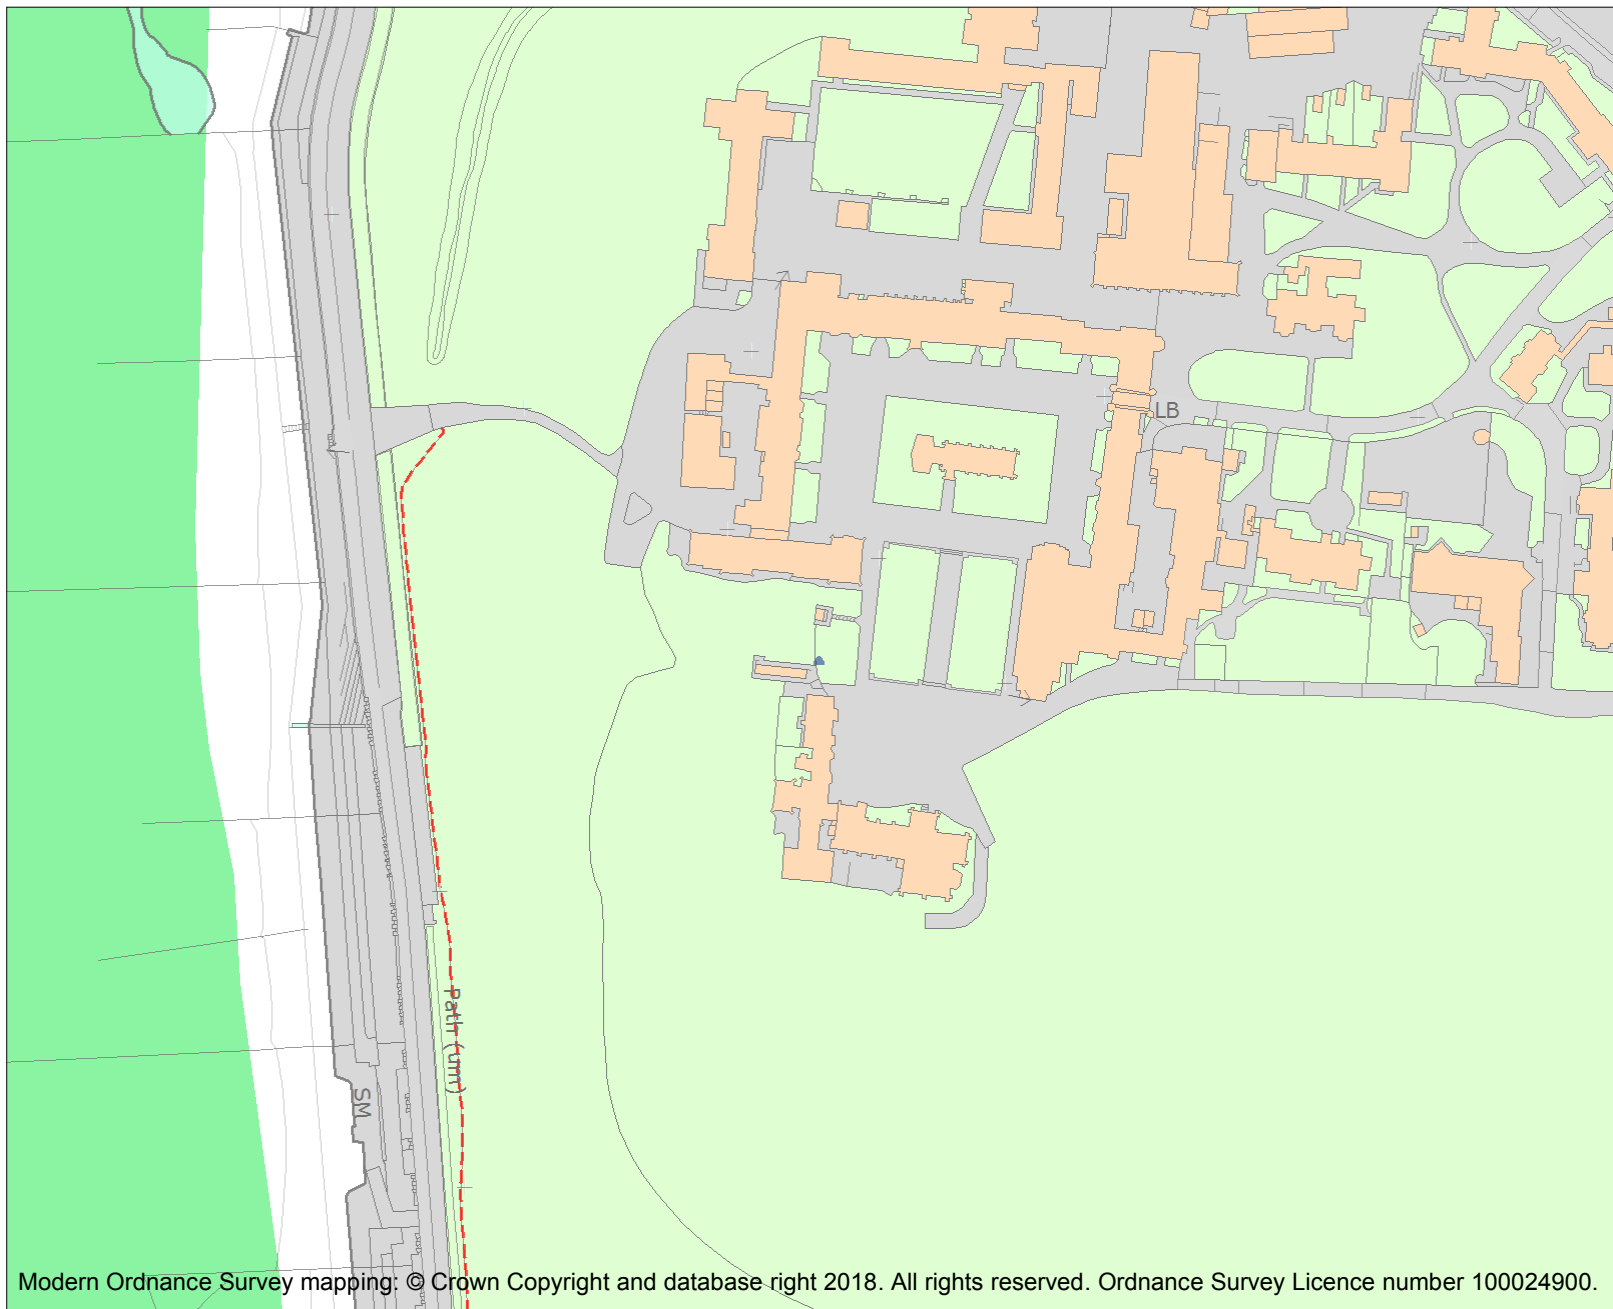 LB
Path (um)
SM
Modern Ordnance Survey mapping: © Crown Copyright and database right 2018. All rights reserved. Ordnance Survey Licence number 100024900.